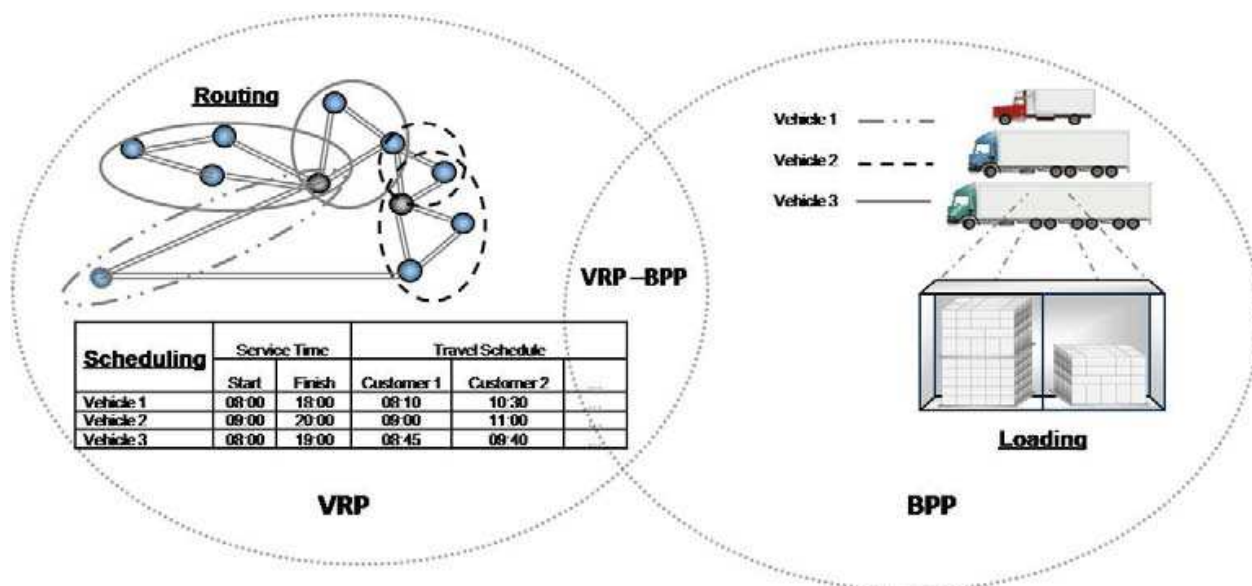 Routing
Vehicle 1
Vehicle 2
Vehicle 3
VRP –BPP
Scheduling Service Time Travel Schedule
Start Finish Customer 1 Customer 2
Vehicle 1 08:00 18:00 08:10 10:30
Vehicle 2 09:00 20:00 09:00 11:00
Vehicle 3 08:00 19:00 08:45 09:40
Loading
VRP
BPP